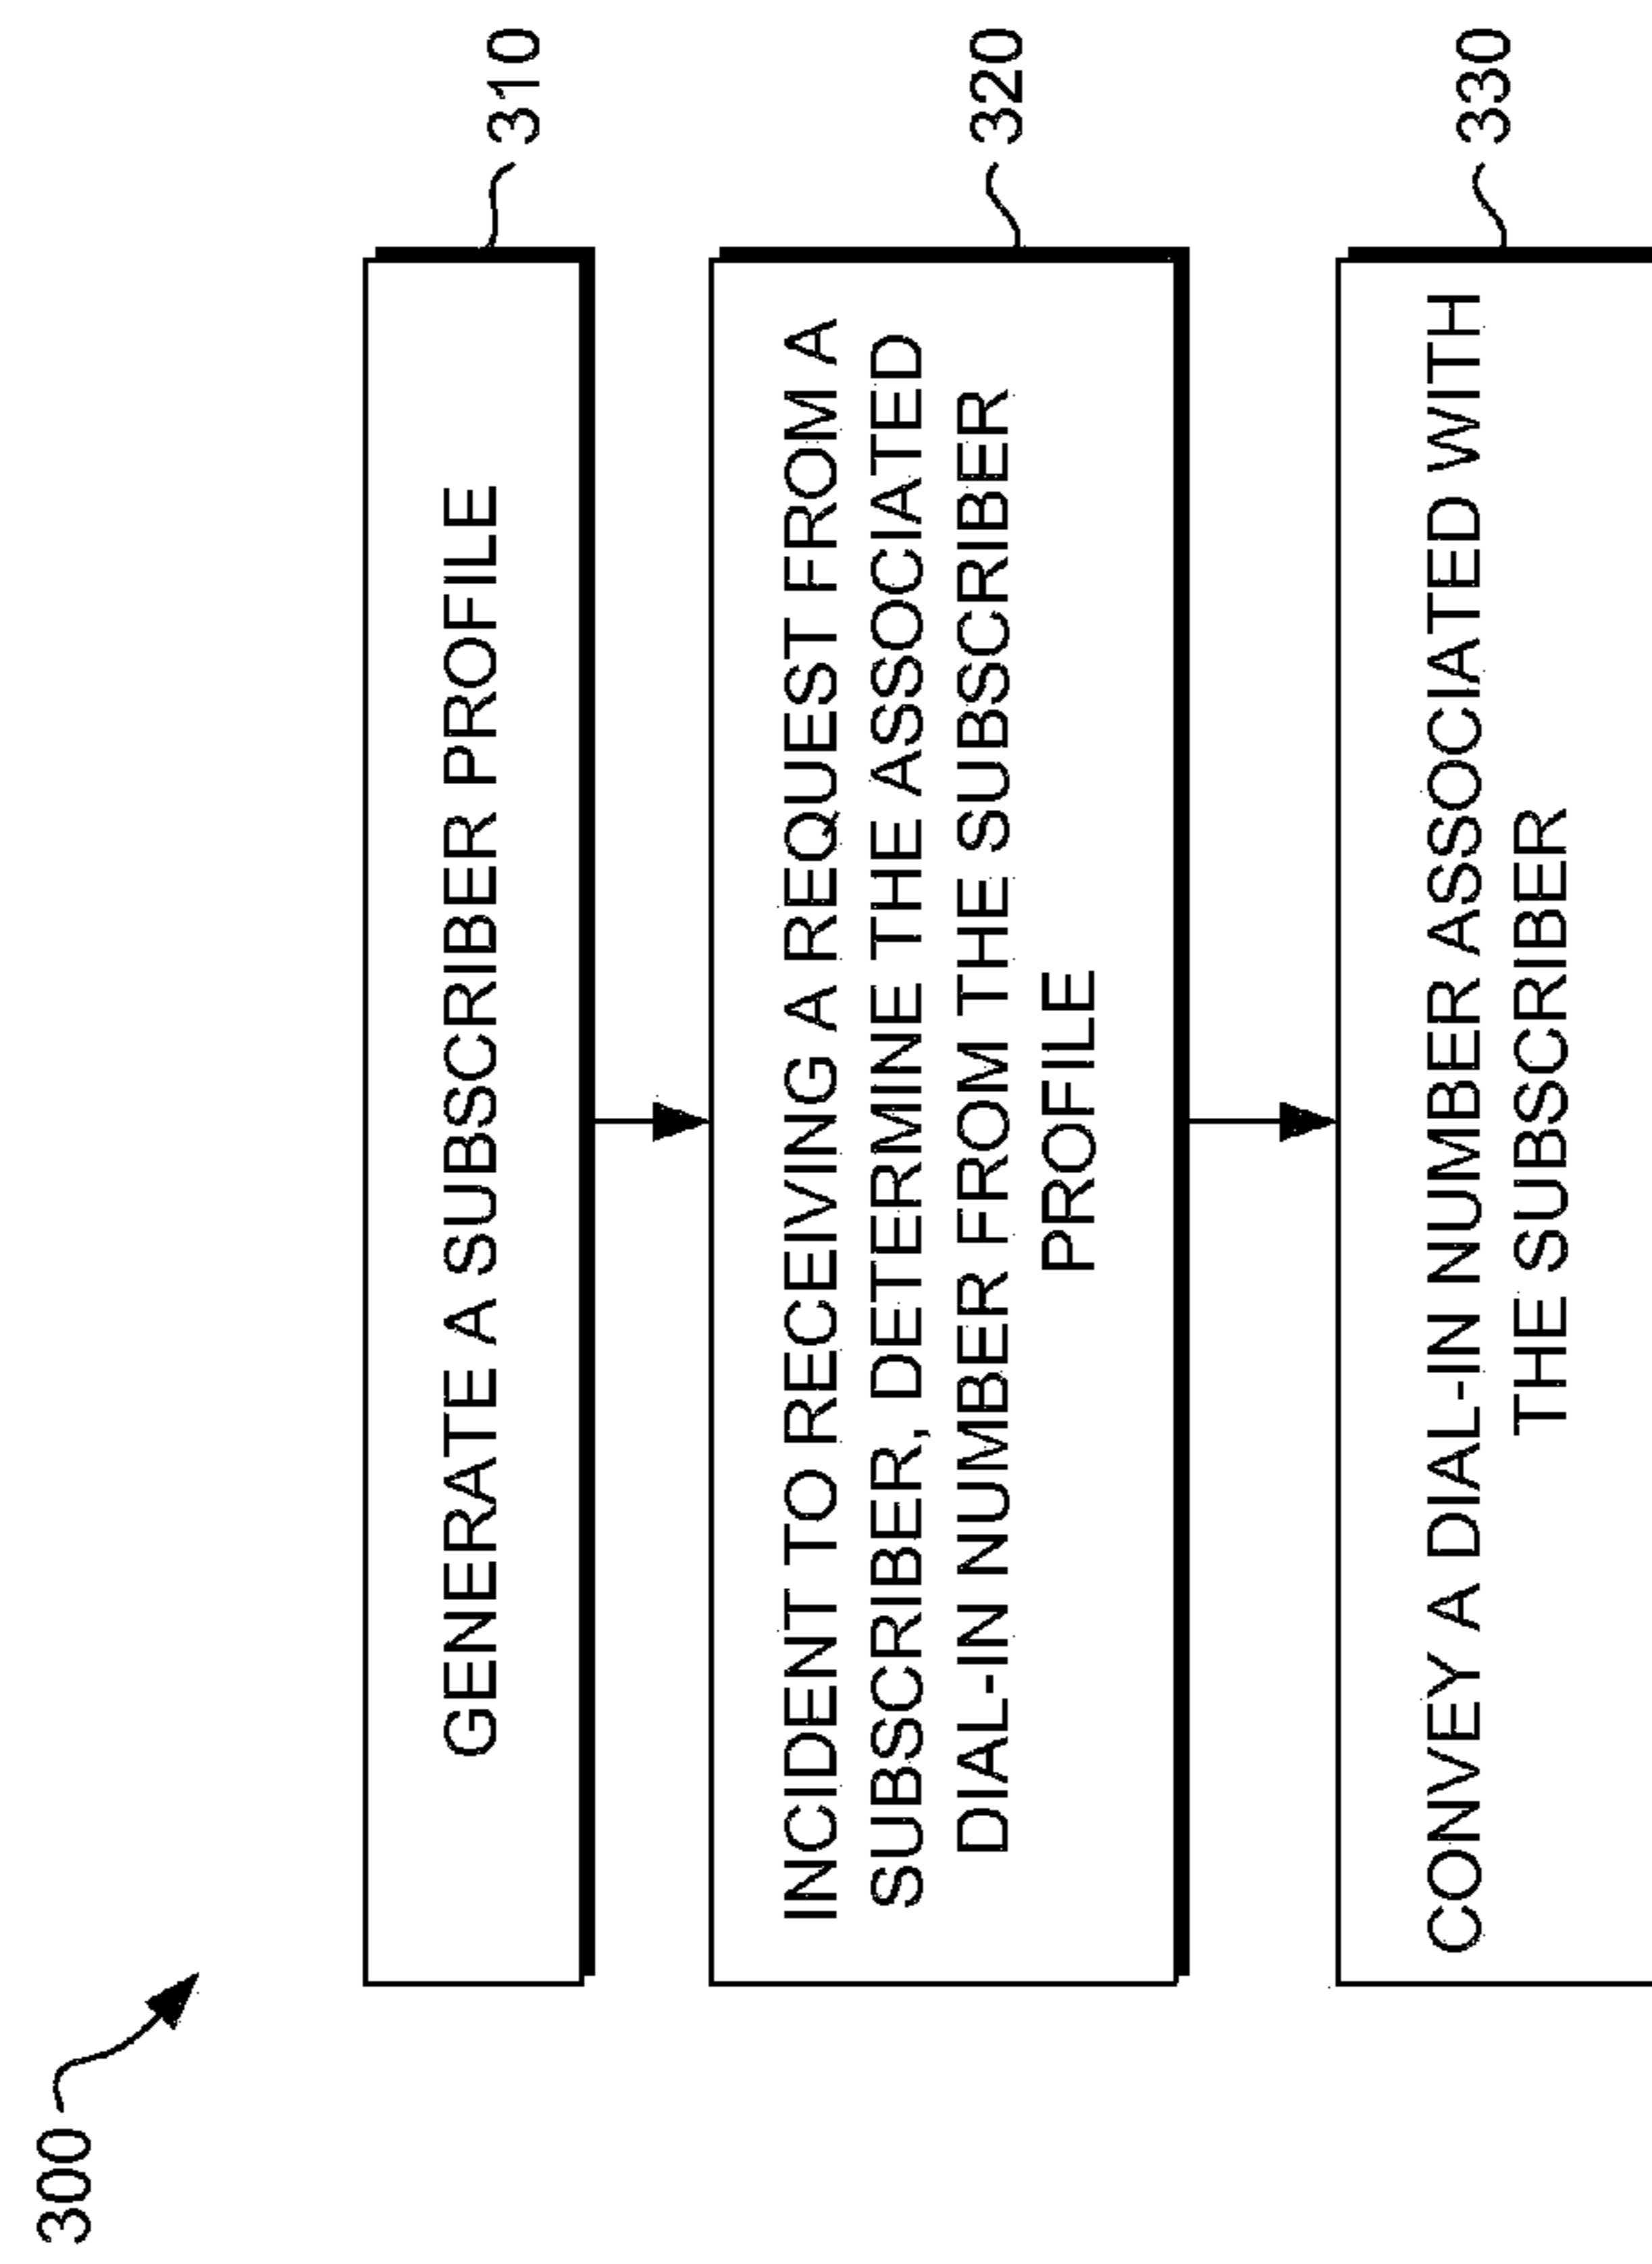 300
GENERATE A SUBSCRIBER PROFILE
310
INCIDENT TO RECEIVING A REQUEST FROM A
SUBSCRIBER, DETERMINE THE ASSOCIATED
DIAL-IN NUMBER FROM THE SUBSCRIBER
PROFILE
320
CONVEY A DIAL-IN NUMBER ASSOCIATED WITH
THE SUBSCRIBER
330